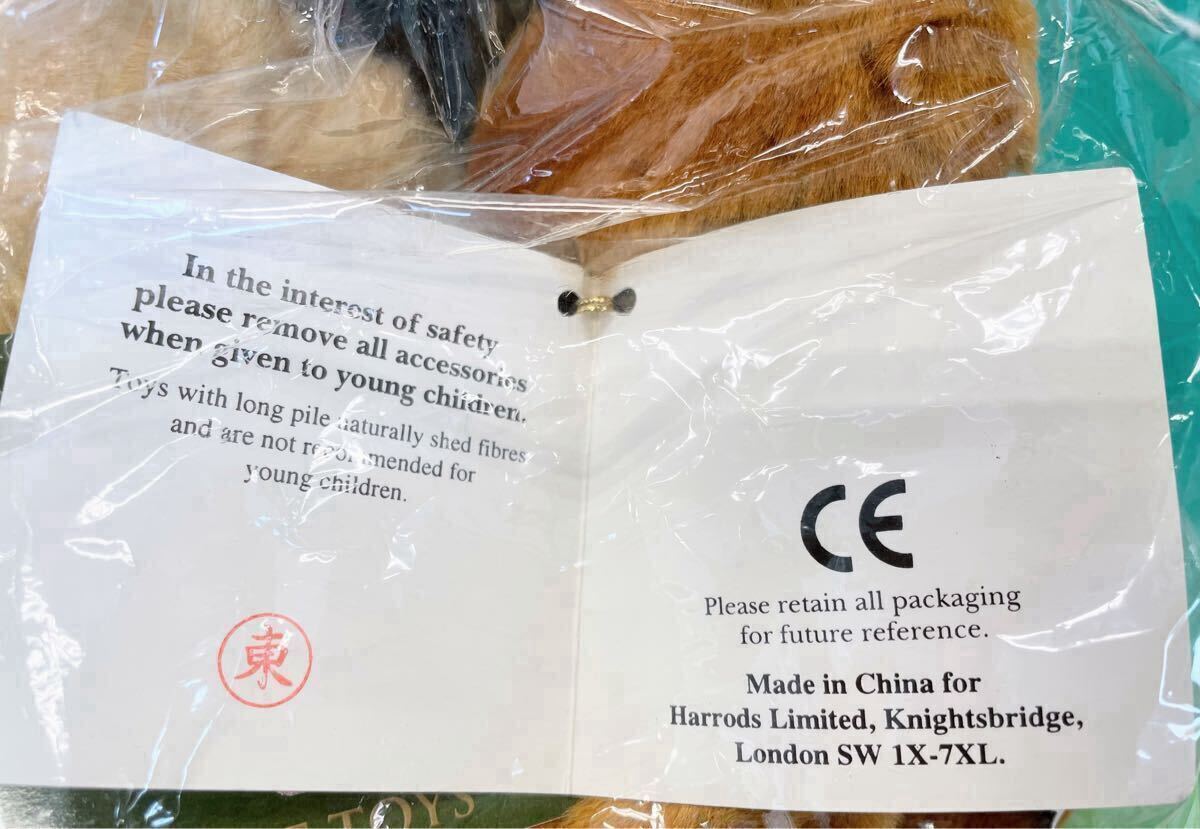 In the interest of safety
please remove all accessories
when given to young children.
Toys with long pile naturally shed fibres
and are not recommended for
young children.
東
CE
Please retain all packaging
for future reference.
Made in China for
Harrods Limited, Knightsbridge,
London SW 1X-7XL.
TOYS